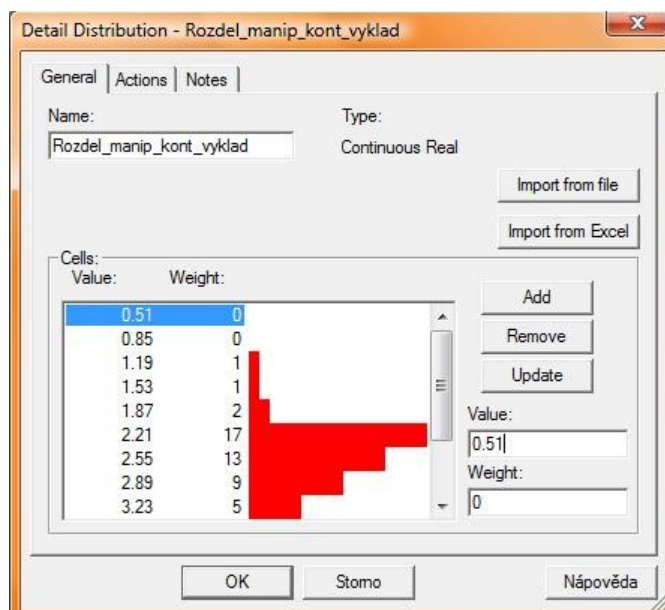 Detail Distribution - Rozdel_manip_kont_vyklad
General Actions Notes
Name: Type:
Rozdel_manip_kont_vyklad Continuous Real
Import from file
Import from Excel
Cells:
Value: Weight:
0.51 0
0.85 0
1.19 1
1.53 1
1.87 2
2.21 17
2.55 13
2.89 9
3.23 5
Add
Remove
Update
Value:
0.51
Weight:
0
OK Storno Nápověda